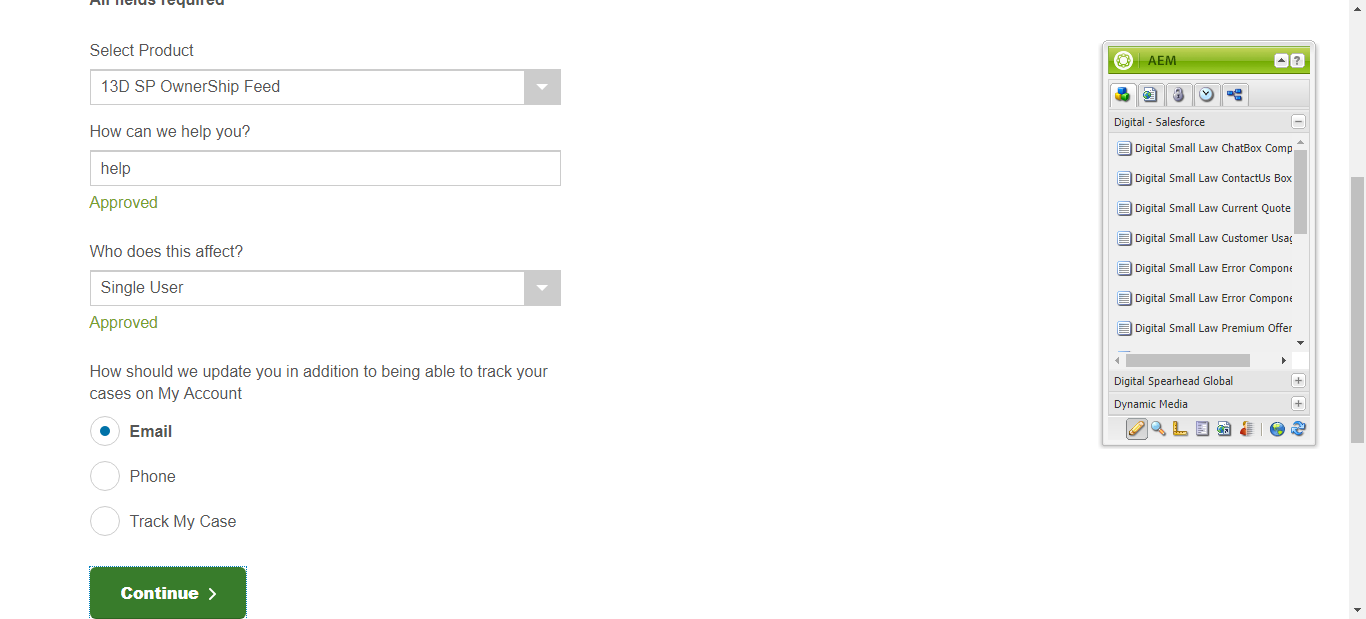 All fields required
Select Product
13D SP OwnerShip Feed
How can we help you?
help
Approved
Who does this affect?
Single User
Approved
How should we update you in addition to being able to track your
cases on My Account
Email
Phone
Track My Case
Continue
AEM
?
Digital - Salesforce
Digital Small Law ChatBox Comp
Digital Small Law ContactUs Box
Digital Small Law Current Quote
Digital Small Law Customer Usag
Digital Small Law Error Compone
Digital Small Law Error Compone
Digital Small Law Premium Offer
Digital Spearhead Global
Dynamic Media